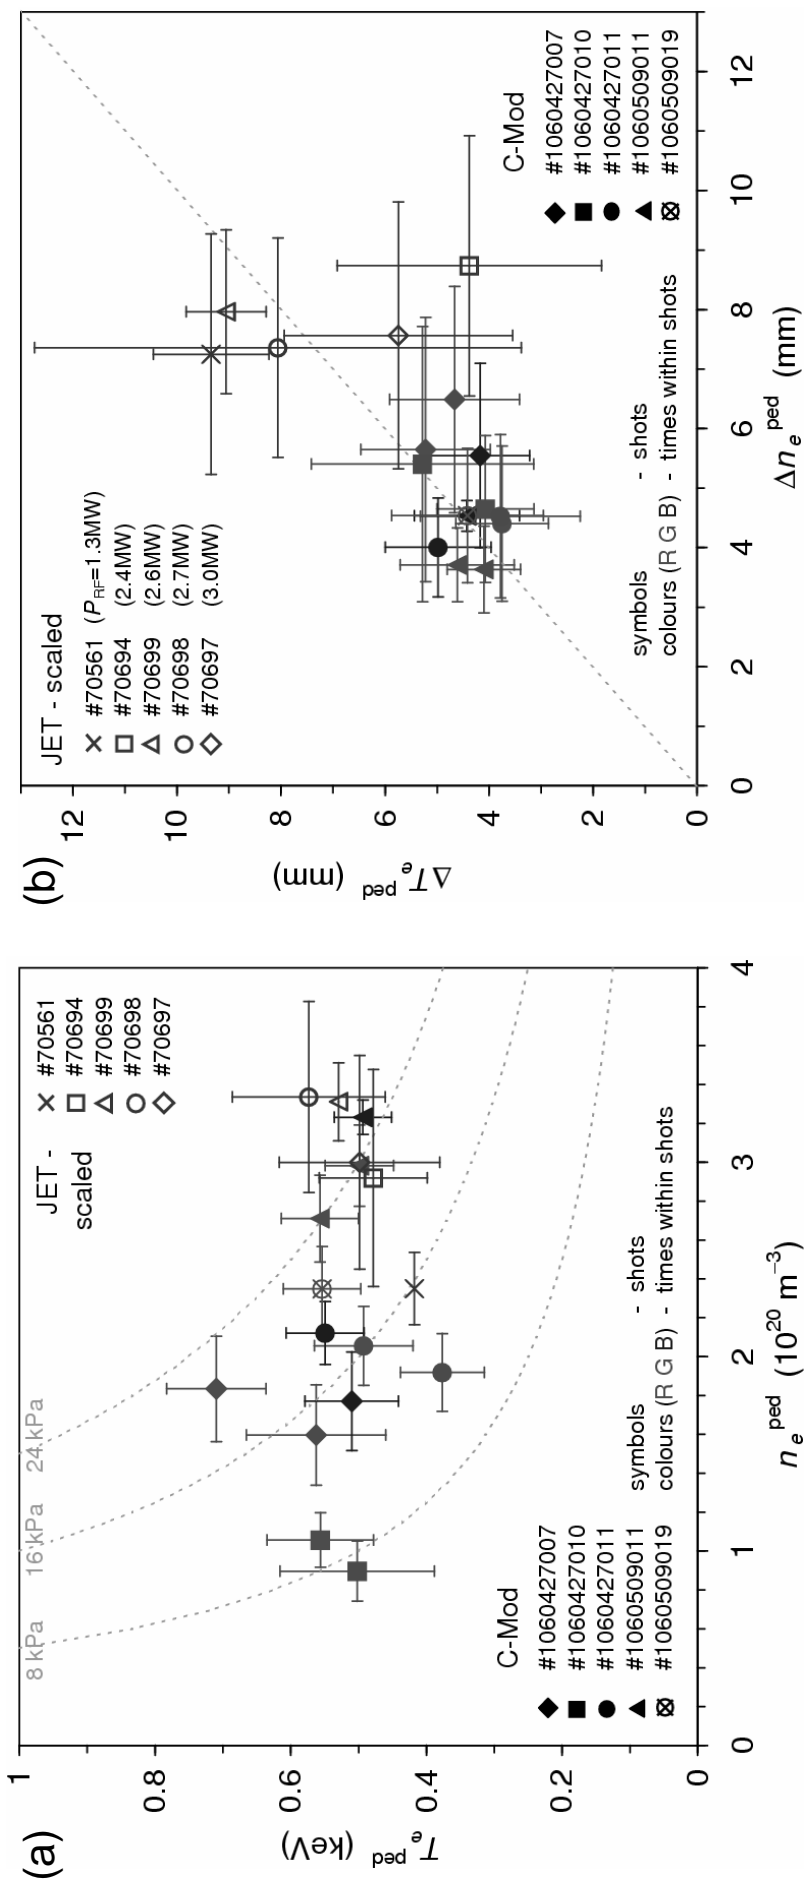 (a)
T_e^ped (keV)
1
0.8
0.6
0.4
0.2
0
0
1
2
3
4
n_e^ped (10^20 m^−3)
8 kPa
16 kPa
24 kPa
JET -
scaled
#70561
#70694
#70699
#70698
#70697
C-Mod
#1060427007
#1060427010
#1060427011
#1060509011
#1060509019
symbols - shots
colours (R G B) - times within shots
(b)
ΔT_e^ped (mm)
12
10
8
6
4
2
0
0
2
4
6
8
10
12
Δn_e^ped (mm)
JET - scaled
#70561 (P_RF=1.3MW)
#70694 (2.4MW)
#70699 (2.6MW)
#70698 (2.7MW)
#70697 (3.0MW)
C-Mod
#1060427007
#1060427010
#1060427011
#1060509011
#1060509019
symbols - shots
colours (R G B) - times within shots